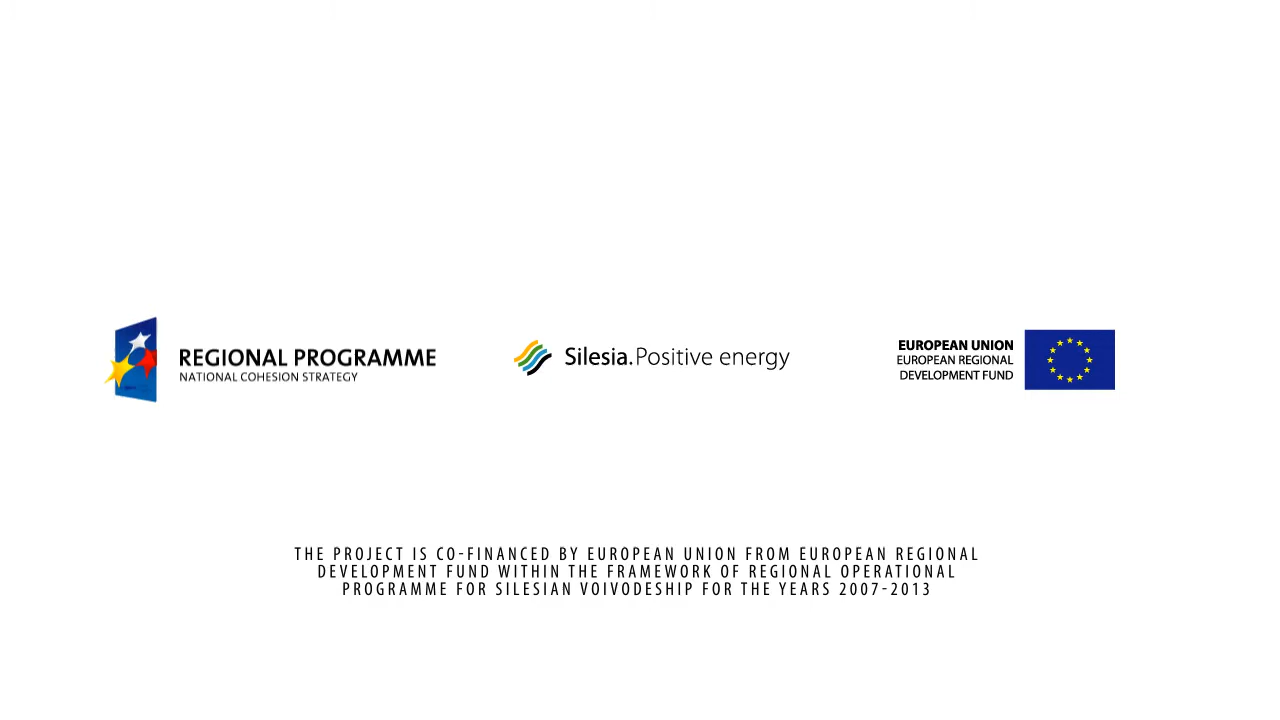 REGIONAL PROGRAMME
NATIONAL COHESION STRATEGY
Silesia.Positive energy
EUROPEAN UNION
EUROPEAN REGIONAL
DEVELOPMENT FUND
THE PROJECT IS CO-FINANCED BY EUROPEAN UNION FROM EUROPEAN REGIONAL
DEVELOPMENT FUND WITHIN THE FRAMEWORK OF REGIONAL OPERATIONAL
PROGRAMME FOR SILESIAN VOIVODESHIP FOR THE YEARS 2007-2013